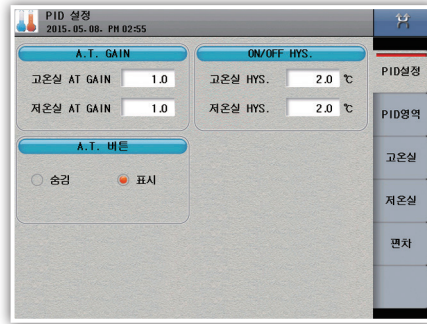 PID 설정
2015.05.08. PM 02:55
A.T. GAIN
고온실 AT GAIN 1.0
저온실 AT GAIN 1.0
ON/OFF HYS.
고온실 HYS. 2.0 ℃
저온실 HYS. 2.0 ℃
A.T. 버튼
숨김 표시
PID설정
PID영역
고온실
저온실
편차